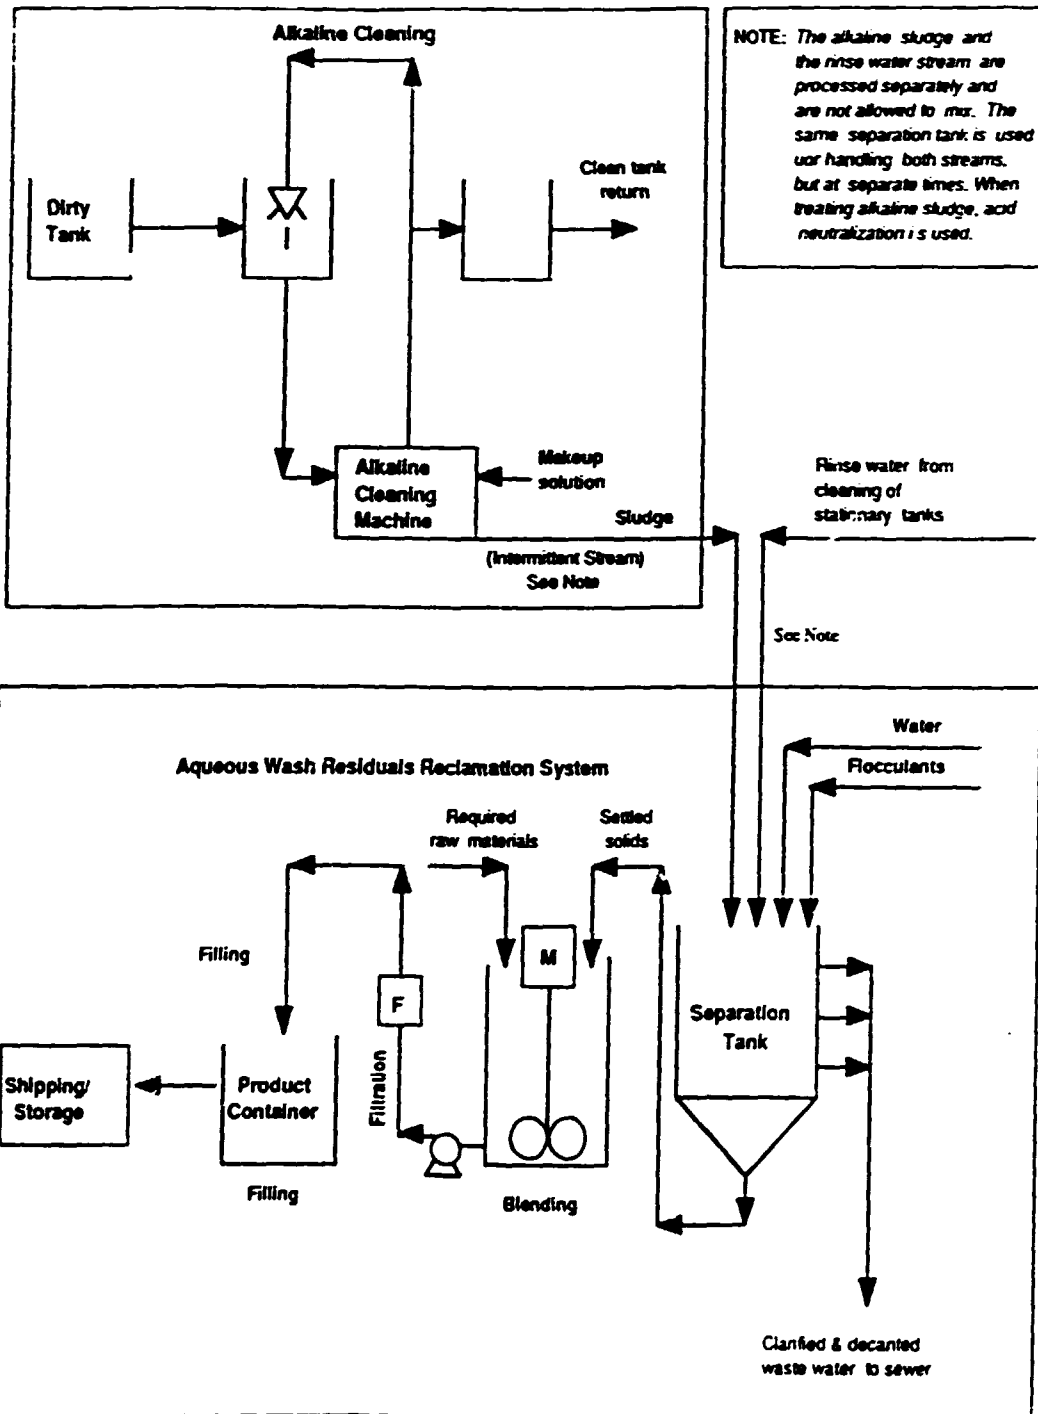 Alkaline Cleaning
NOTE: The alkaline sludge and
the rinse water stream are
processed separately and
are not allowed to mix. The
same separation tank is used
uor handling both streams,
but at separate times. When
treating alkaline sludge, acid
neutralization i s used.
Clean tank
return
Dirty
Tank
Alkaline
Cleaning
Machine
Makeup
solution
Sludge
(Intermittent Stream)
See Note
Rinse water from
cleaning of
stationary tanks
See Note
Aqueous Wash Residuals Reclamation System
Water
Flocculants
Required
raw materials
Settled
solids
Filling
M
F
Filtration
Separation
Tank
Shipping/
Storage
Product
Container
Filling
Blending
Clarified & decanted
waste water to sewer